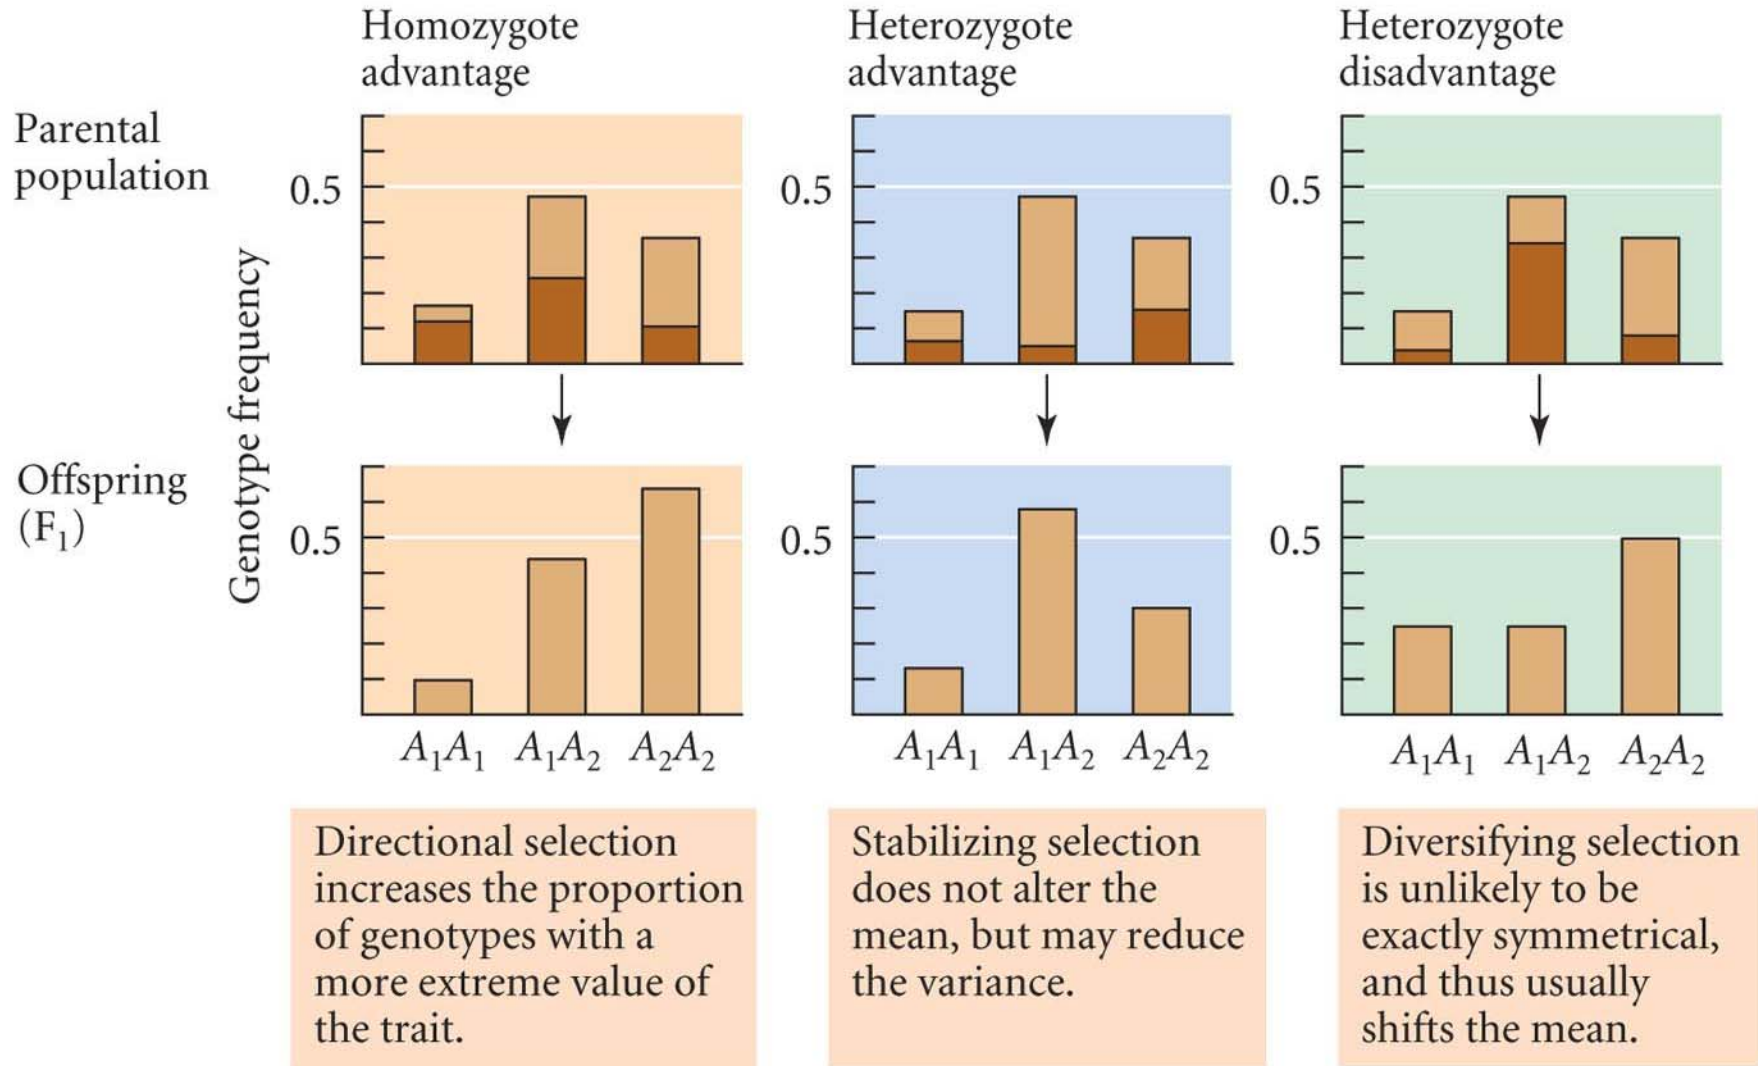 Homozygote
advantage
Heterozygote
advantage
Heterozygote
disadvantage
Parental
population
0.5
0.5
0.5
Genotype frequency
Offspring
(F₁)
0.5
0.5
0.5
A₁A₁ A₁A₂ A₂A₂
A₁A₁ A₁A₂ A₂A₂
A₁A₁ A₁A₂ A₂A₂
Directional selection
increases the proportion
of genotypes with a
more extreme value of
the trait.
Stabilizing selection
does not alter the
mean, but may reduce
the variance.
Diversifying selection
is unlikely to be
exactly symmetrical,
and thus usually
shifts the mean.